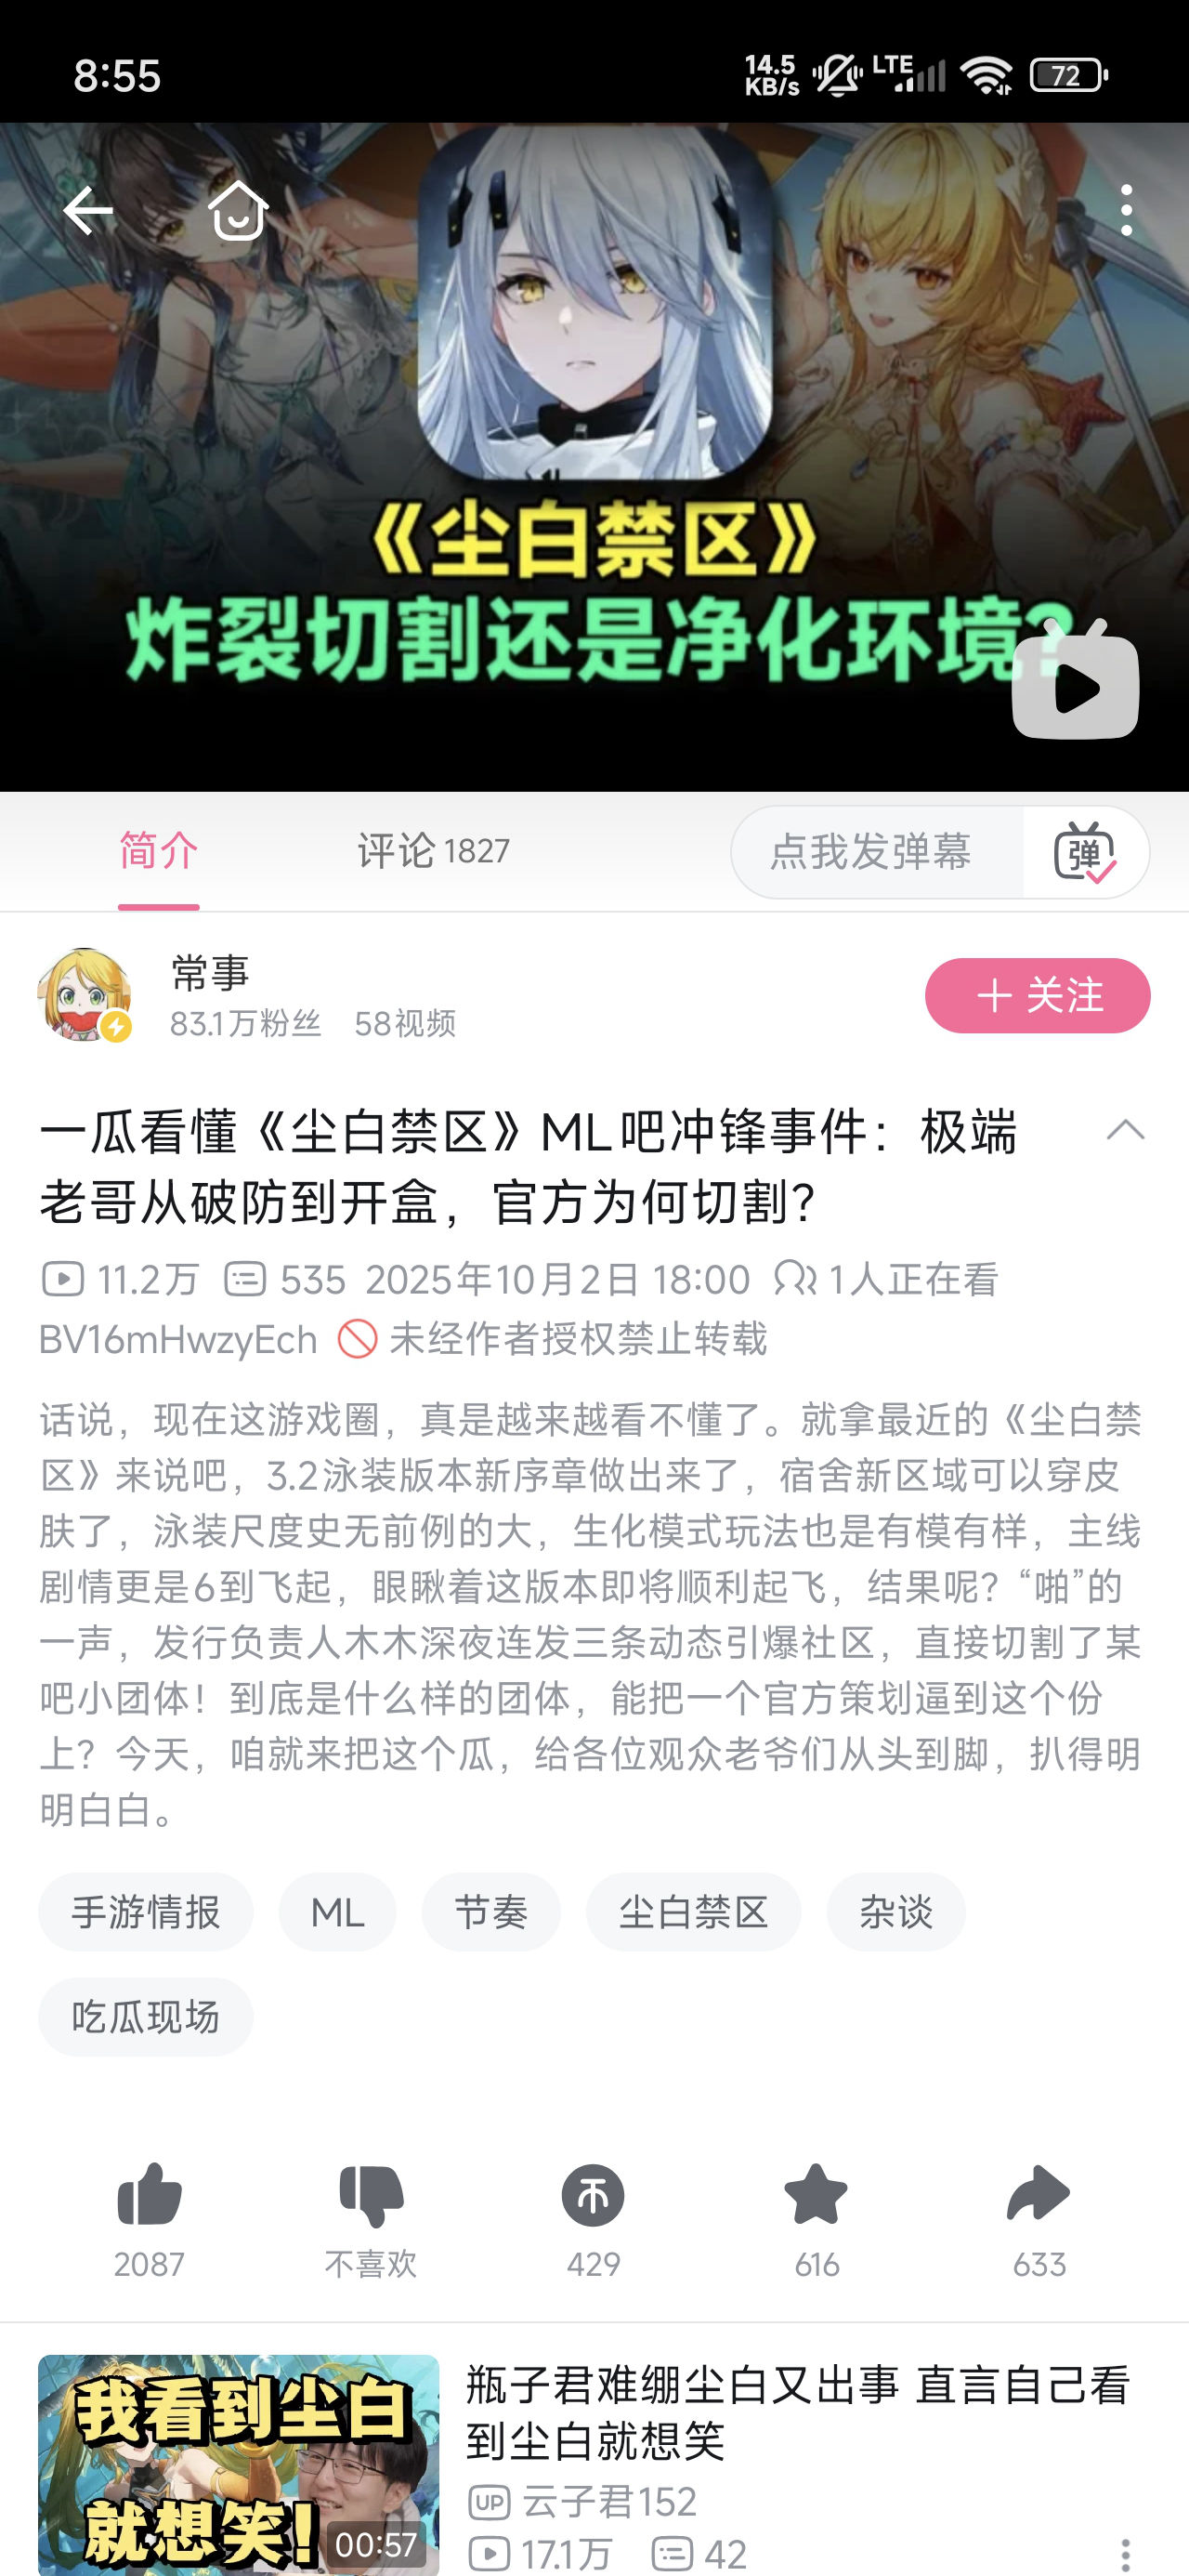 8:55
14.5
KB/s
LTE
72
《尘白禁区》
炸裂切割还是净化环境?
简介
评论 1827
点我发弹幕
弹
常事
83.1万粉丝 58视频
关注
一瓜看懂《尘白禁区》ML吧冲锋事件：极端
老哥从破防到开盒，官方为何切割？
11.2万 535 2025年10月2日 18:00 1人正在看
BV16mHwzyEch 未经作者授权禁止转载
话说，现在这游戏圈，真是越来越看不懂了。就拿最近的《尘白禁
区》来说吧，3.2泳装版本新序章做出来了，宿舍新区域可以穿皮
肤了，泳装尺度史无前例的大，生化模式玩法也是有模有样，主线
剧情更是6到飞起，眼瞅着这版本即将顺利起飞，结果呢？“啪”的
一声，发行负责人木木深夜连发三条动态引爆社区，直接切割了某
吧小团体！到底是什么样的团体，能把一个官方策划逼到这个份
上？今天，咱就来把这个瓜，给各位观众老爷们从头到脚，扒得明
明白白。
手游情报 ML 节奏 尘白禁区 杂谈
吃瓜现场
2087 不喜欢 429 616 633
我看到尘白
就想笑!
00:57
瓶子君难绷尘白又出事 直言自己看
到尘白就想笑
UP 云子君152
17.1万 42